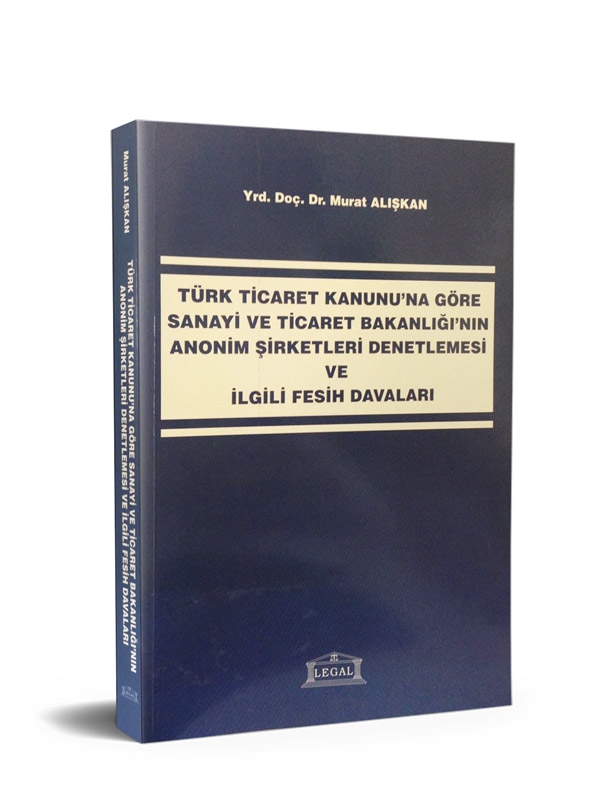 Yrd. Doç. Dr. Murat ALIŞKAN
TÜRK TİCARET KANUNU'NA GÖRE
SANAYİ VE TİCARET BAKANLIĞI'NIN
ANONİM ŞİRKETLERİ DENETLEMESİ
VE
İLGİLİ FESİH DAVALARI
LEGAL
Murat ALIŞKAN
TÜRK TİCARET KANUNU'NA GÖRE SANAYİ VE TİCARET BAKANLIĞI'NIN
ANONİM ŞİRKETLERİ DENETLEMESİ VE İLGİLİ FESİH DAVALARI